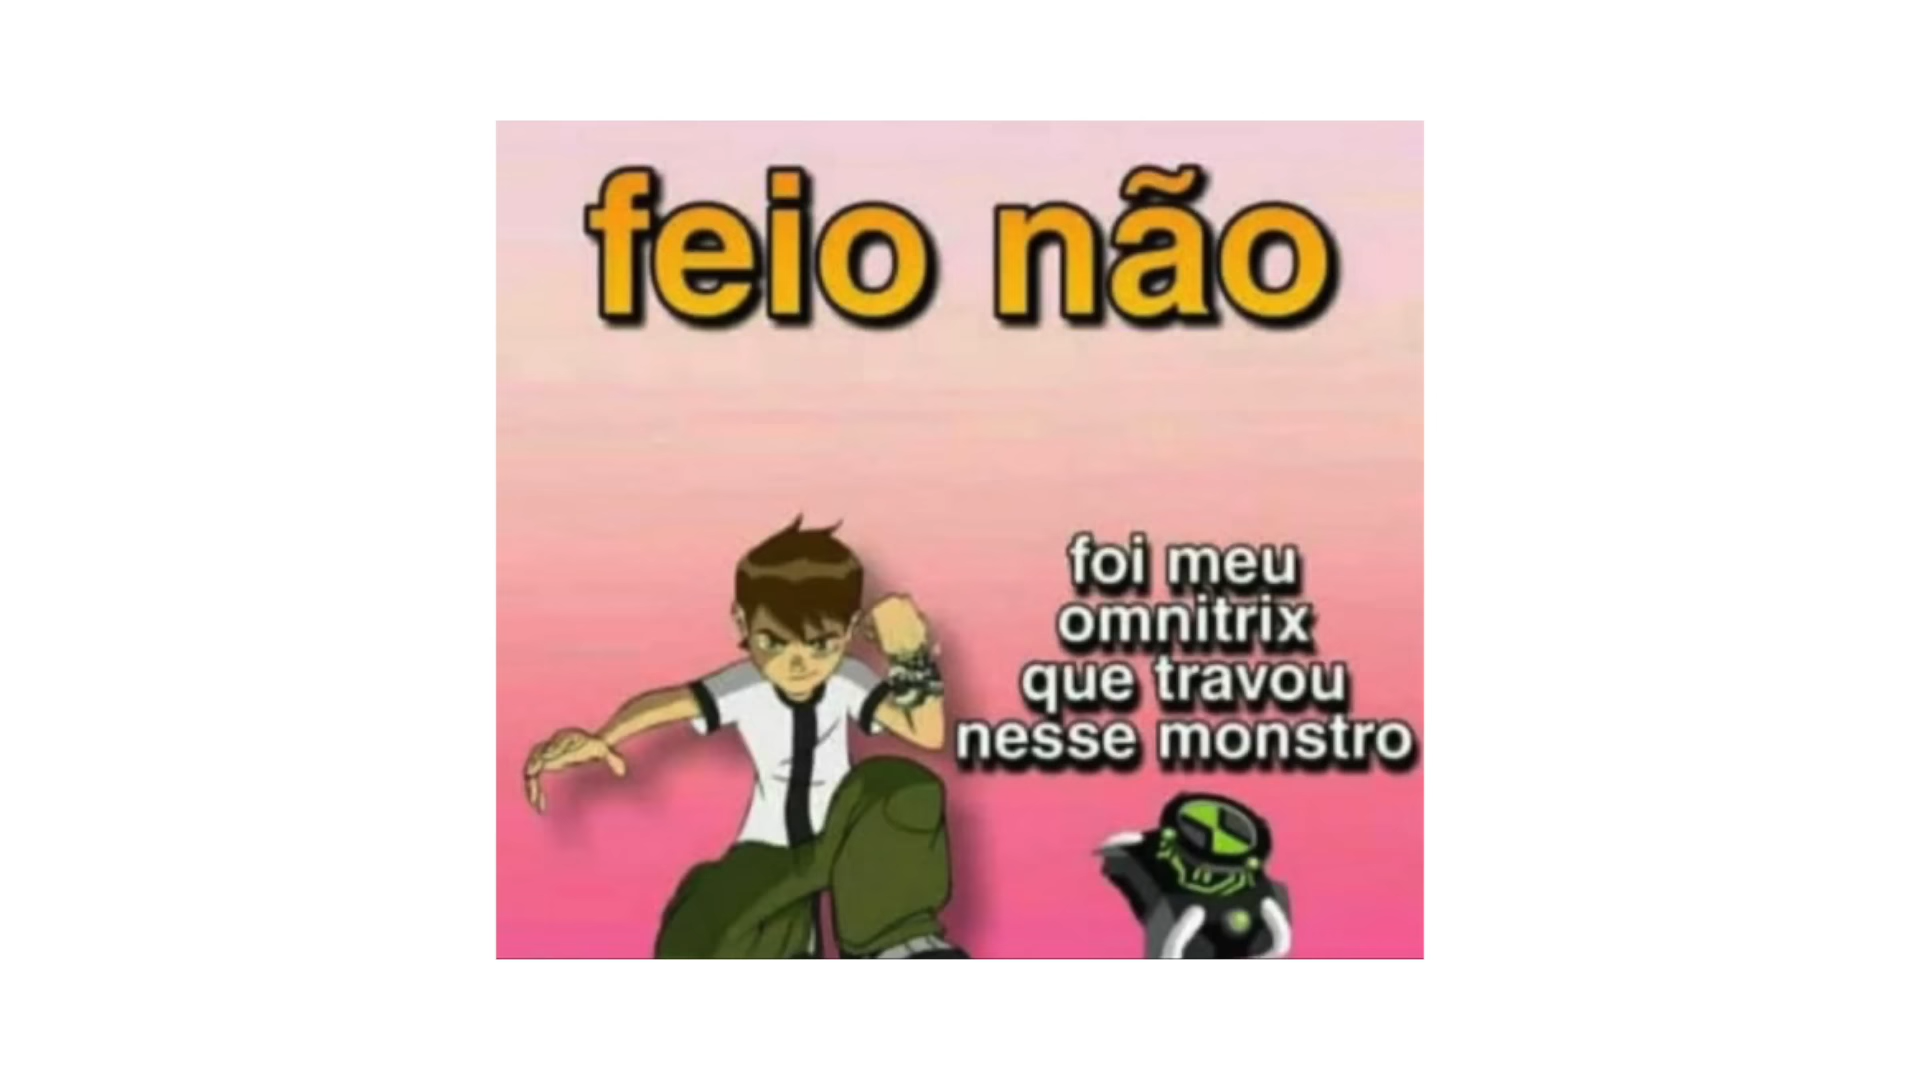 feio não
foi meu
omnitrix
que travou
nesse monstro